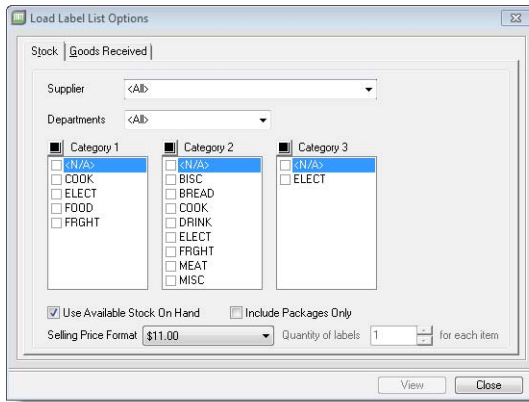 Load Label List Options
Stock Goods Received
Supplier <All>
Departments <All>
Category 1 Category 2 Category 3
<N/A> <N/A> <N/A>
COOK BISC ELECT
ELECT BREAD
FOOD COOK
FRGHT DRINK
ELECT
FRGHT
MEAT
MISC
Use Available Stock On Hand Include Packages Only
Selling Price Format $11.00 Quantity of labels 1 for each item
View Close